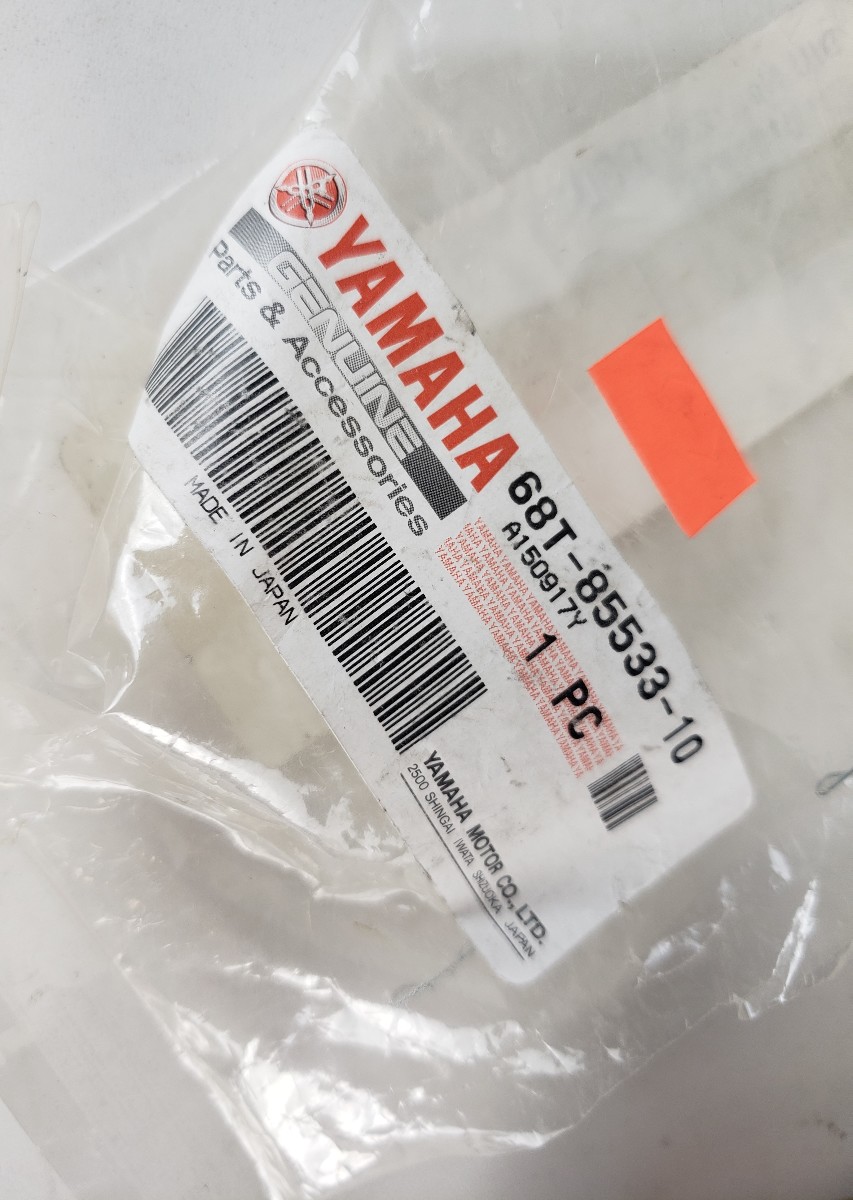 YAMAHA
GENUINE
Parts & Accessories
MADE IN JAPAN
68T-85533-10
A150917Y
1 PC
YAMAHA MOTOR CO., LTD.
2500 SHINGAI IWATA SHIZUOKA JAPAN